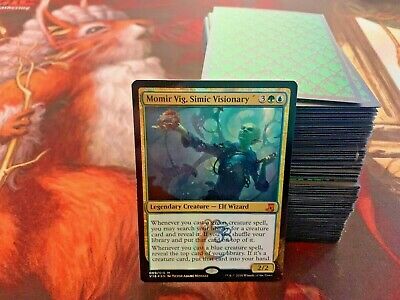 Momir Vig, Simic Visionary 3
Legendary Creature — Elf Wizard
Whenever you cast a green creature spell,
you may search your library for a creature
card and reveal it. If you do, shuffle your
library and put that card on top of it.
Whenever you cast a blue creature spell,
reveal the top card of your library. If it's a
creature card, put that card into your hand.
2/2